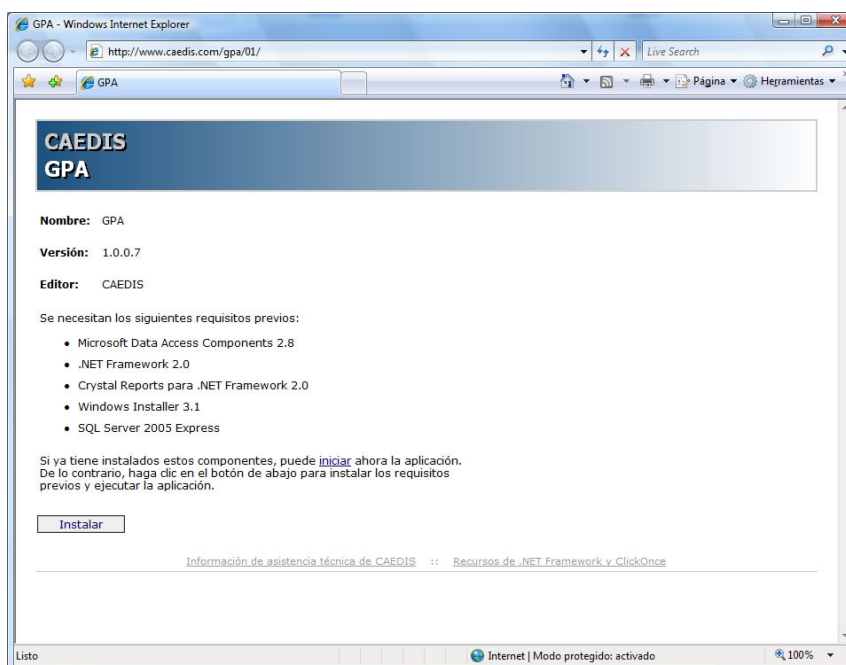 GPA - Windows Internet Explorer
http://www.caedis.com/gpa/01/
Live Search
GPA
Página
Herramientas
CAEDIS
GPA
Nombre: GPA
Versión: 1.0.0.7
Editor: CAEDIS
Se necesitan los siguientes requisitos previos:
• Microsoft Data Access Components 2.8
• .NET Framework 2.0
• Crystal Reports para .NET Framework 2.0
• Windows Installer 3.1
• SQL Server 2005 Express
Si ya tiene instalados estos componentes, puede iniciar ahora la aplicación.
De lo contrario, haga clic en el botón de abajo para instalar los requisitos
previos y ejecutar la aplicación.
Instalar
Información de asistencia técnica de CAEDIS :: Recursos de .NET Framework y ClickOnce
Listo
Internet | Modo protegido: activado
100%